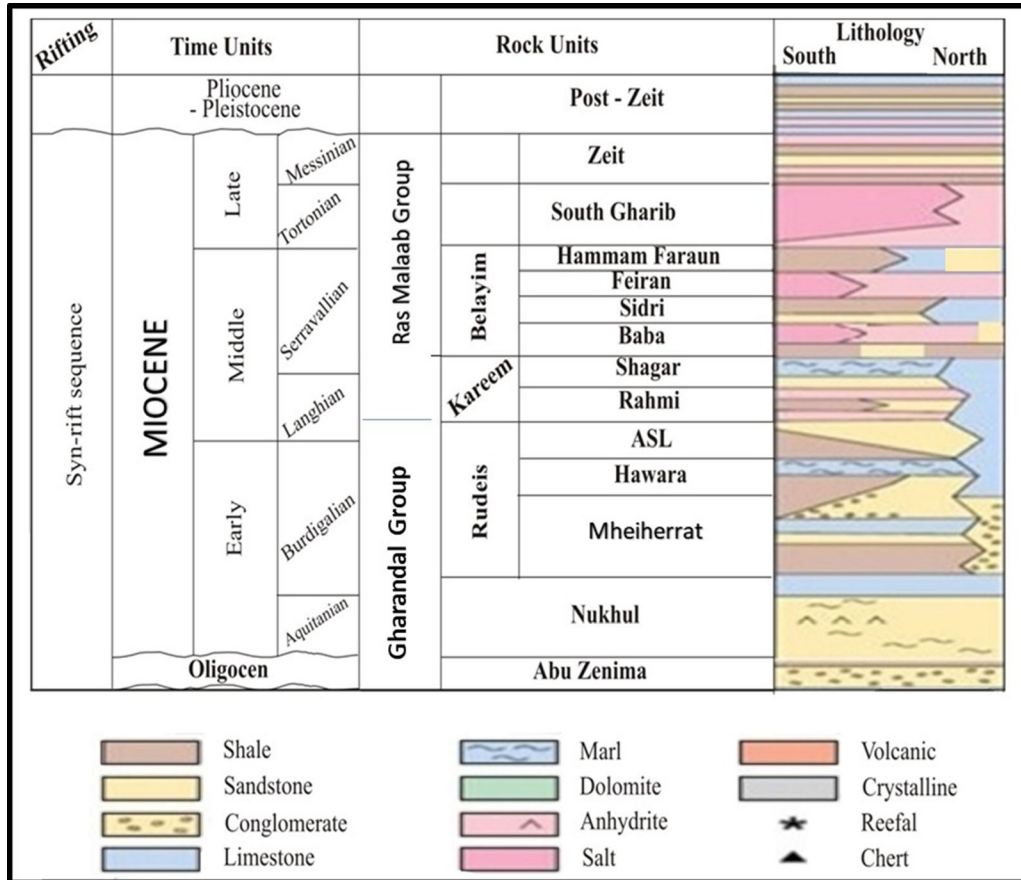 Rifting
Time Units
Rock Units
Lithology
South North
Pliocene
- Pleistocene
Post - Zeit
Syn-rift sequence
MIOCENE
Late
Messinian
Tortonian
Middle
Serravallian
Langhian
Early
Burdigalian
Aquitanian
Oligocen
Ras Malaab Group
Gharandal Group
Zeit
South Gharib
Belayim
Hammam Faraun
Feiran
Sidri
Baba
Kareem
Shagar
Rahmi
Rudeis
ASL
Hawara
Mheiherrat
Nukhul
Abu Zenima
Shale
Sandstone
Conglomerate
Limestone
Marl
Dolomite
Anhydrite
Salt
Volcanic
Crystalline
Reefal
Chert